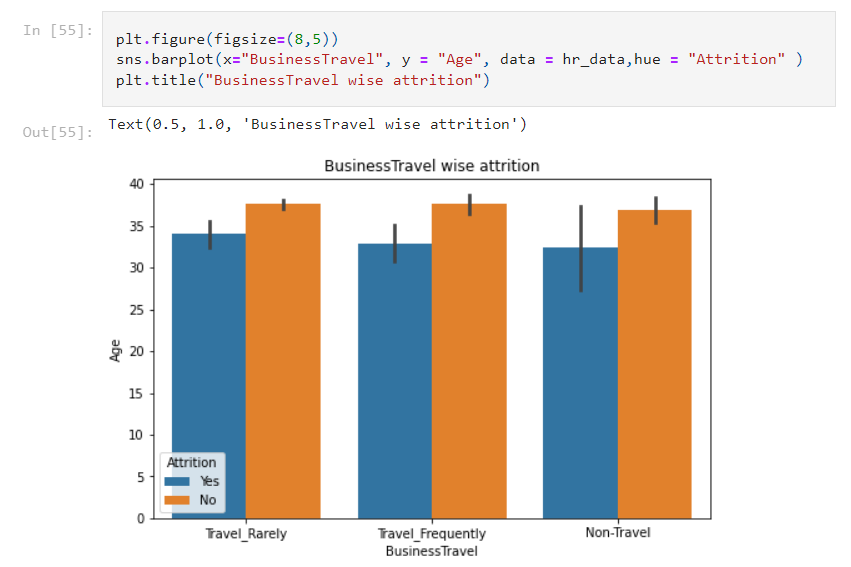 In [55]:
plt.figure(figsize=(8,5))
sns.barplot(x="BusinessTravel", y = "Age", data = hr_data,hue = "Attrition" )
plt.title("BusinessTravel wise attrition")
Out[55]:
Text(0.5, 1.0, 'BusinessTravel wise attrition')
BusinessTravel wise attrition
40
35
30
25
20
15
10
5
0
Age
Attrition
Yes
No
Travel_Rarely
Travel_Frequently
Non-Travel
BusinessTravel